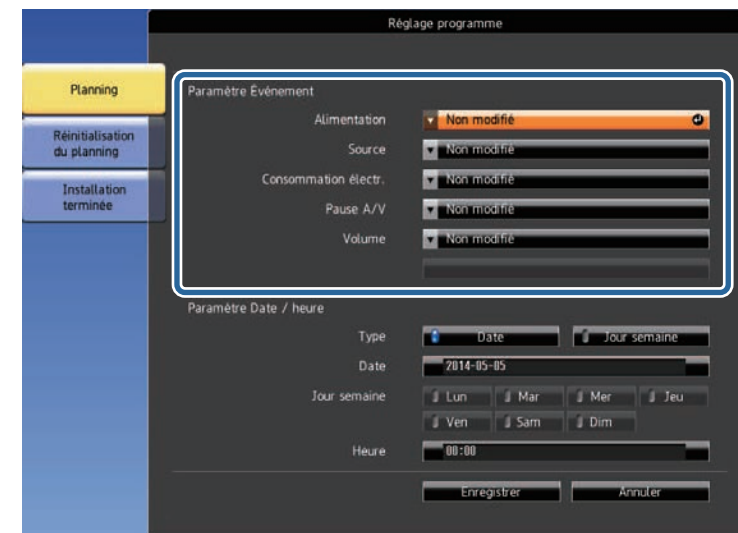 Réglage programme
Planning
Réinitialisation
du planning
Installation
terminée
Paramètre Événement
Alimentation Non modifié
Source Non modifié
Consommation électr. Non modifié
Pause A/V Non modifié
Volume Non modifié
Paramètre Date / heure
Type Date Jour semaine
Date 2014-05-05
Jour semaine Lun Mar Mer Jeu
Ven Sam Dim
Heure 00:00
Enregistrer Annuler